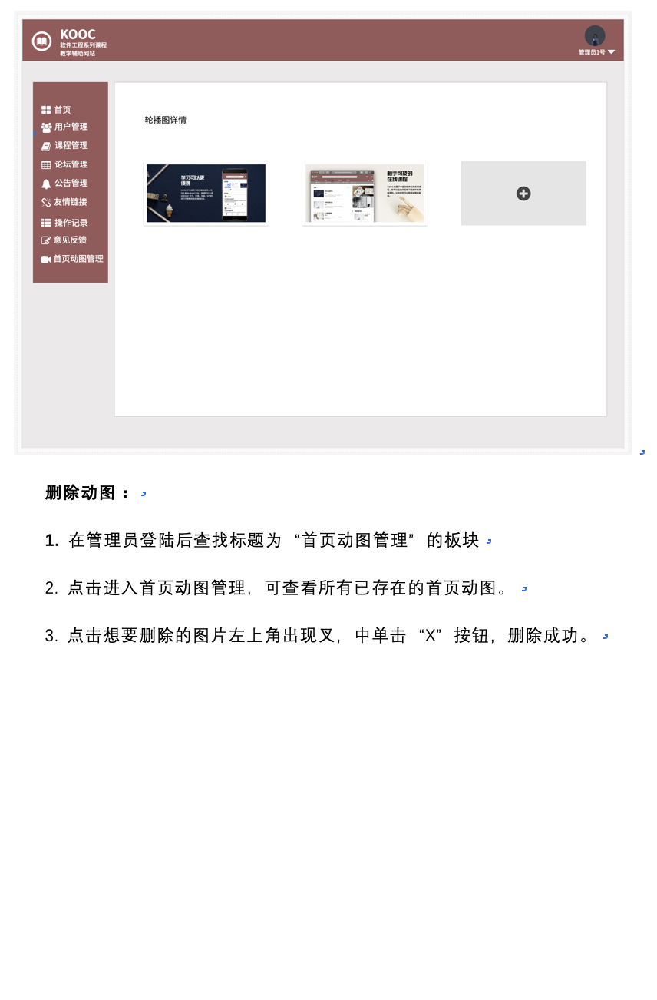 KOOC
软件工程系列课程
教学辅助网站
管理员1号
首页
用户管理
课程管理
论坛管理
公告管理
友情链接
操作记录
意见反馈
首页动图管理
轮播图详情
学习可以更
便携
触手可及的
在线课程
删除动图：
1. 在管理员登陆后查找标题为 “首页动图管理” 的板块
2. 点击进入首页动图管理，可查看所有已存在的首页动图。
3. 点击想要删除的图片左上角出现叉，中单击 “X” 按钮，删除成功。